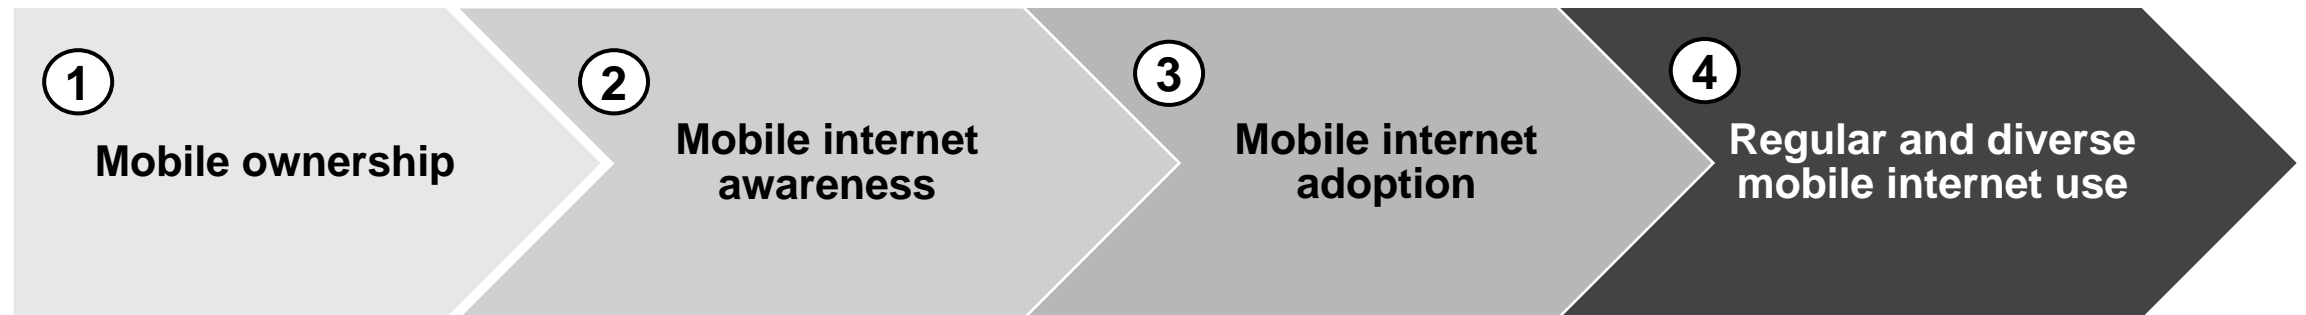 1
Mobile ownership
2
Mobile internet
awareness
3
Mobile internet
adoption
4
Regular and diverse
mobile internet use